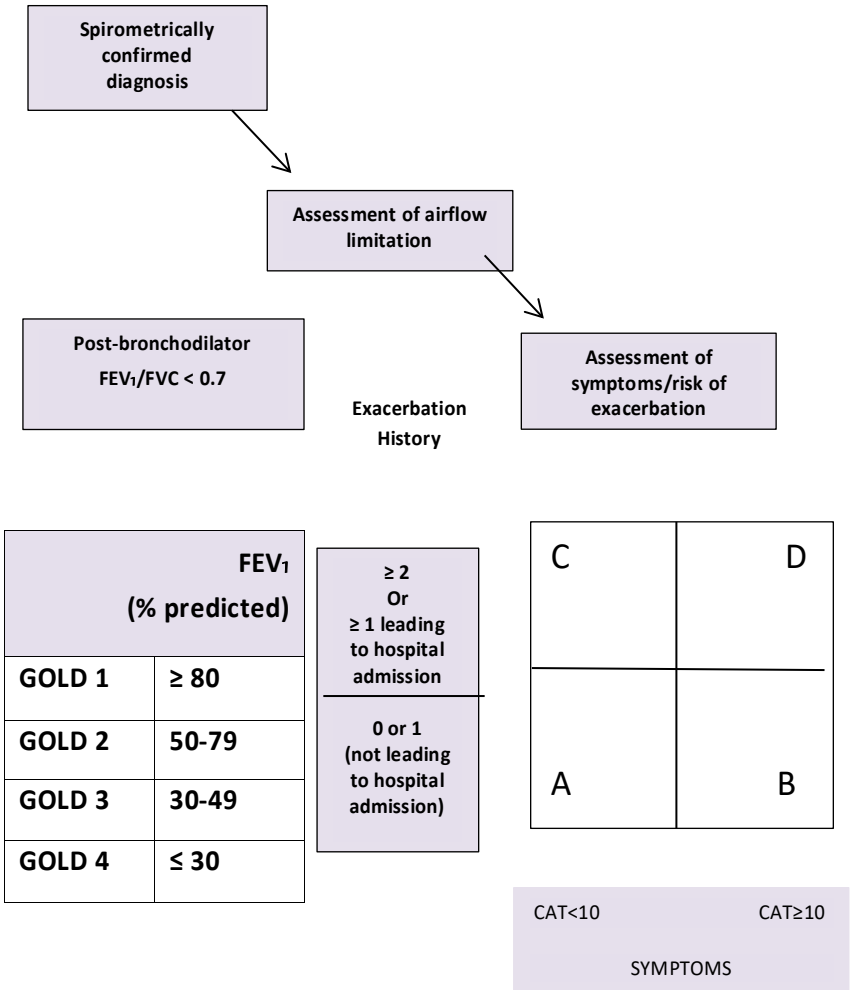 Spirometrically
confirmed
diagnosis
Assessment of airflow
limitation
Post-bronchodilator
FEV₁/FVC < 0.7
Exacerbation
History
Assessment of
symptoms/risk of
exacerbation
FEV₁
(% predicted)
GOLD 1 ≥ 80
GOLD 2 50-79
GOLD 3 30-49
GOLD 4 ≤ 30
≥ 2
Or
≥ 1 leading
to hospital
admission
0 or 1
(not leading
to hospital
admission)
C D
A B
CAT<10 CAT≥10
SYMPTOMS